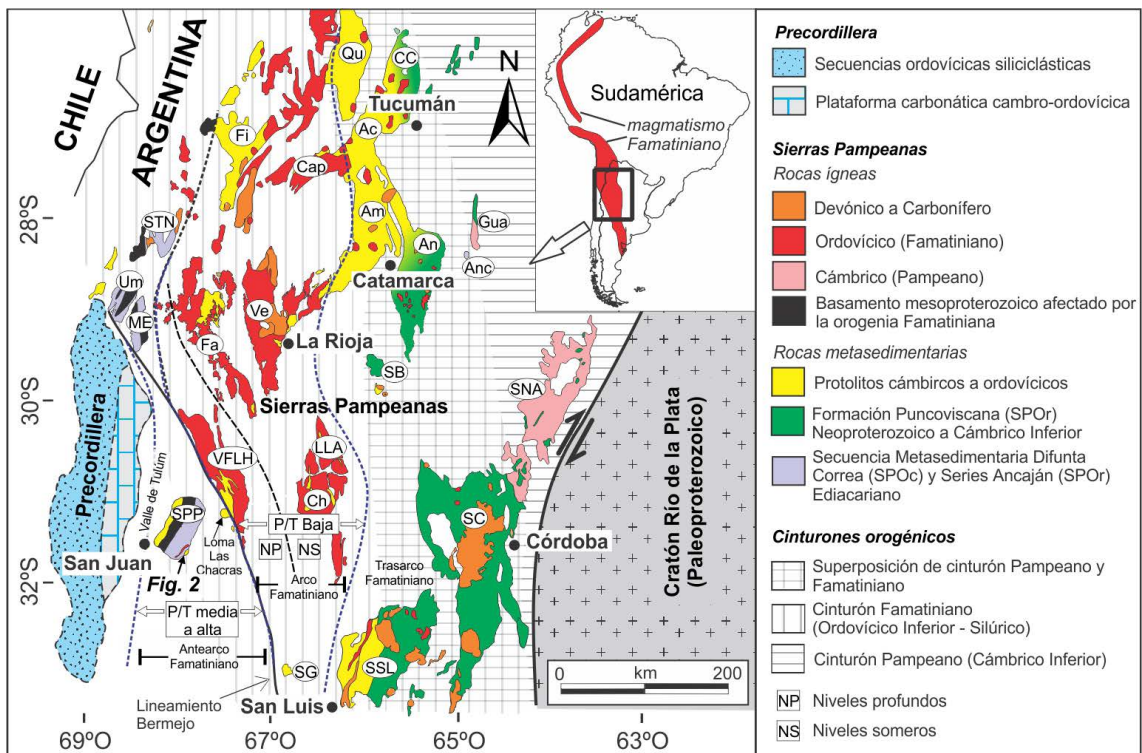 CHILE
ARGENTINA
Qu
CC
Tucumán
Fi
Ac
Cap
N
Sudamérica
magmatismo
Famatiniano
28°S
STN
Am
An
Gua
Anc
Catamarca
Um
ME
Ve
Fa
La Rioja
SB
30°S
Sierras Pampeanas
SNA
Precordillera
VFLH
LLA
Ch
Valle de Tulúm
SPP
P/T Baja
SC
Córdoba
San Juan
Loma
Las
Chacras
NP
NS
Fig. 2
Arco
Famatiniano
Trasarco
Famatiniano
32°S
P/T media
a alta
Antearco
Famatiniano
SG
SSL
Lineamiento
Bermejo
San Luis
Cratón Río de la Plata
(Paleoproterozoico)
0
km
200
69°O
67°O
65°O
63°O
Precordillera
Secuencias ordovícicas siliciclásticas
Plataforma carbonática cambro-ordovícica
Sierras Pampeanas
Rocas ígneas
Devónico a Carbonífero
Ordovícico (Famatiniano)
Cámbrico (Pampeano)
Basamento mesoproterozoico afectado por
la orogenia Famatiniana
Rocas metasedimentarias
Protolitos cámbircos a ordovícicos
Formación Puncoviscana (SPOr)
Neoproterozoico a Cámbrico Inferior
Secuencia Metasedimentaria Difunta
Correa (SPOc) y Series Ancaján (SPOr)
Ediacariano
Cinturones orogénicos
Superposición de cinturón Pampeano y
Famatiniano
Cinturón Famatiniano
(Ordovícico Inferior - Silúrico)
Cinturón Pampeano (Cámbrico Inferior)
NP Niveles profundos
NS Niveles someros